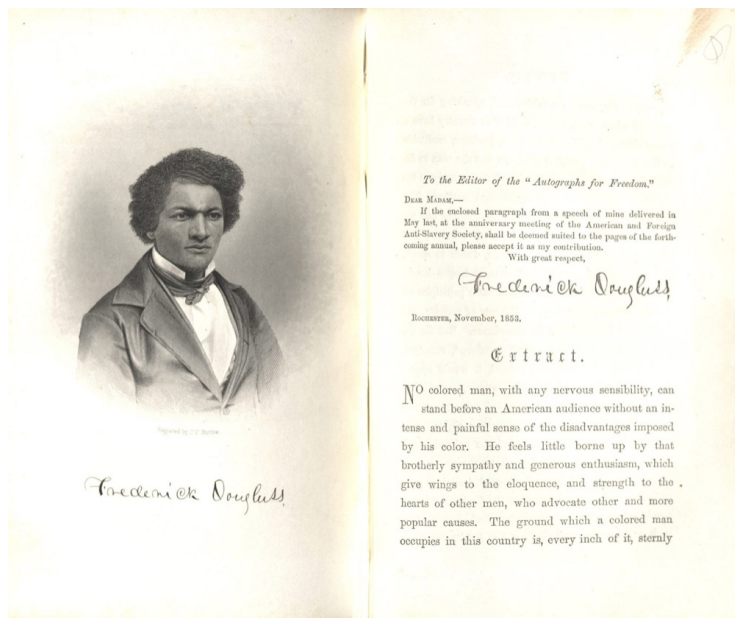 Engraved by J.C. Buttre
Frederick Douglass
To the Editor of the "Autographs for Freedom."
Dear Madam,—
If the enclosed paragraph from a speech of mine delivered in
May last, at the anniversary meeting of the American and Foreign
Anti-Slavery Society, shall be deemed suited to the pages of the forth-
coming annual, please accept it as my contribution.
With great respect,
Frederick Douglass
Rochester, November, 1853.
Extract.
No colored man, with any nervous sensibility, can
stand before an American audience without an in-
tense and painful sense of the disadvantages imposed
by his color. He feels little borne up by that
brotherly sympathy and generous enthusiasm, which
give wings to the eloquence, and strength to the
hearts of other men, who advocate other and more
popular causes. The ground which a colored man
occupies in this country is, every inch of it, sternly